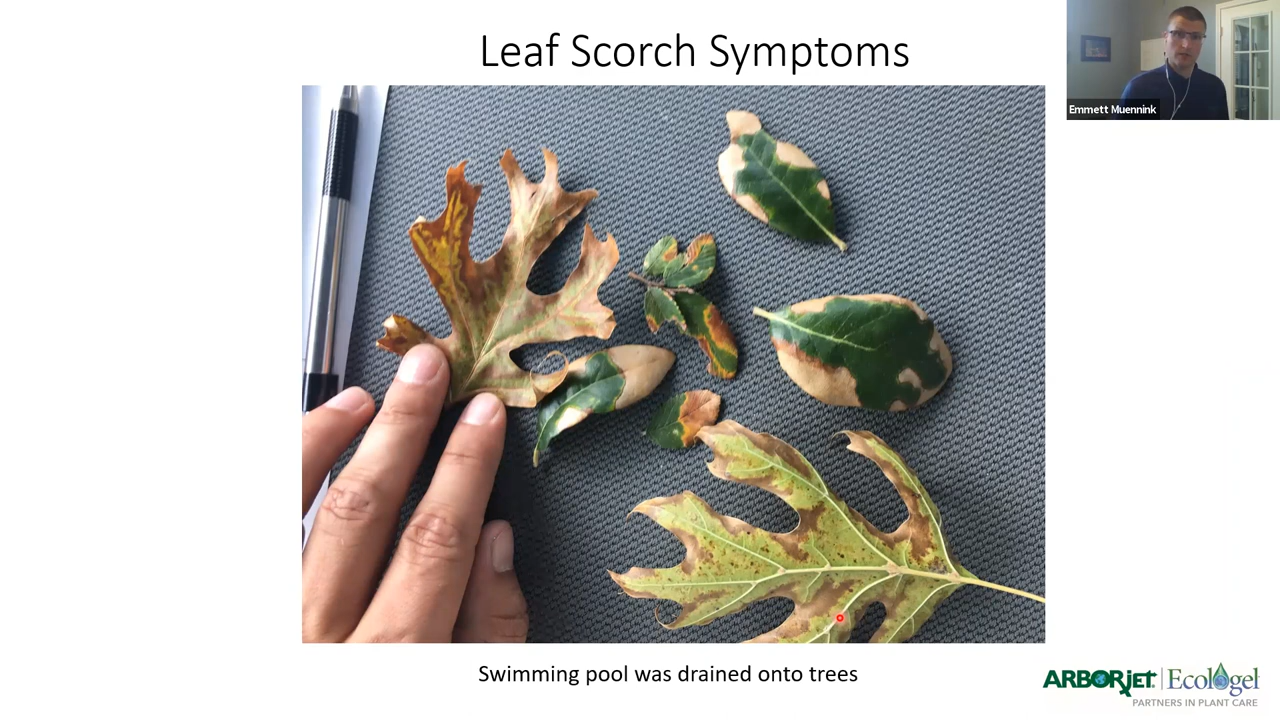 Leaf Scorch Symptoms
Emmett Muennink
Swimming pool was drained onto trees
ARBORJET | Ecologel
PARTNERS IN PLANT CARE